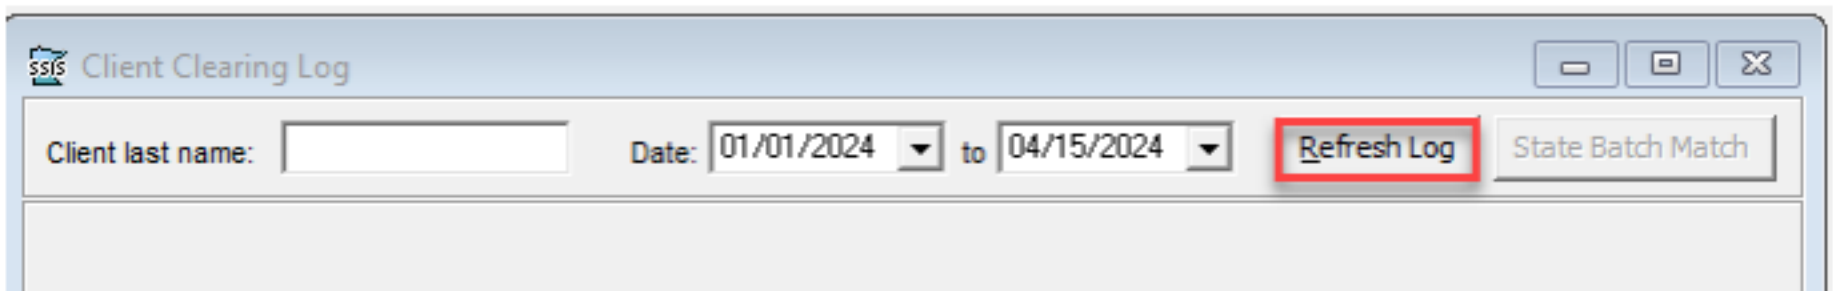 ssis Client Clearing Log
Client last name: Date: 01/01/2024 to 04/15/2024 Refresh Log State Batch Match